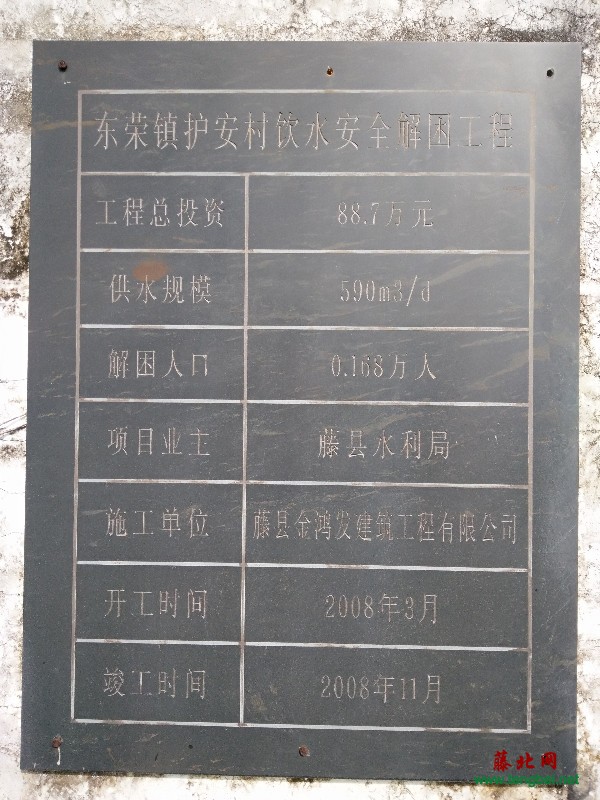 东荣镇护安村饮水安全解困工程
工程总投资 88.7万元
供水规模 590m3/d
解困人口 0.168万人
项目业主 藤县水利局
施工单位 藤县金鸿发建筑工程有限公司
开工时间 2008年3月
竣工时间 2008年11月
藤北网